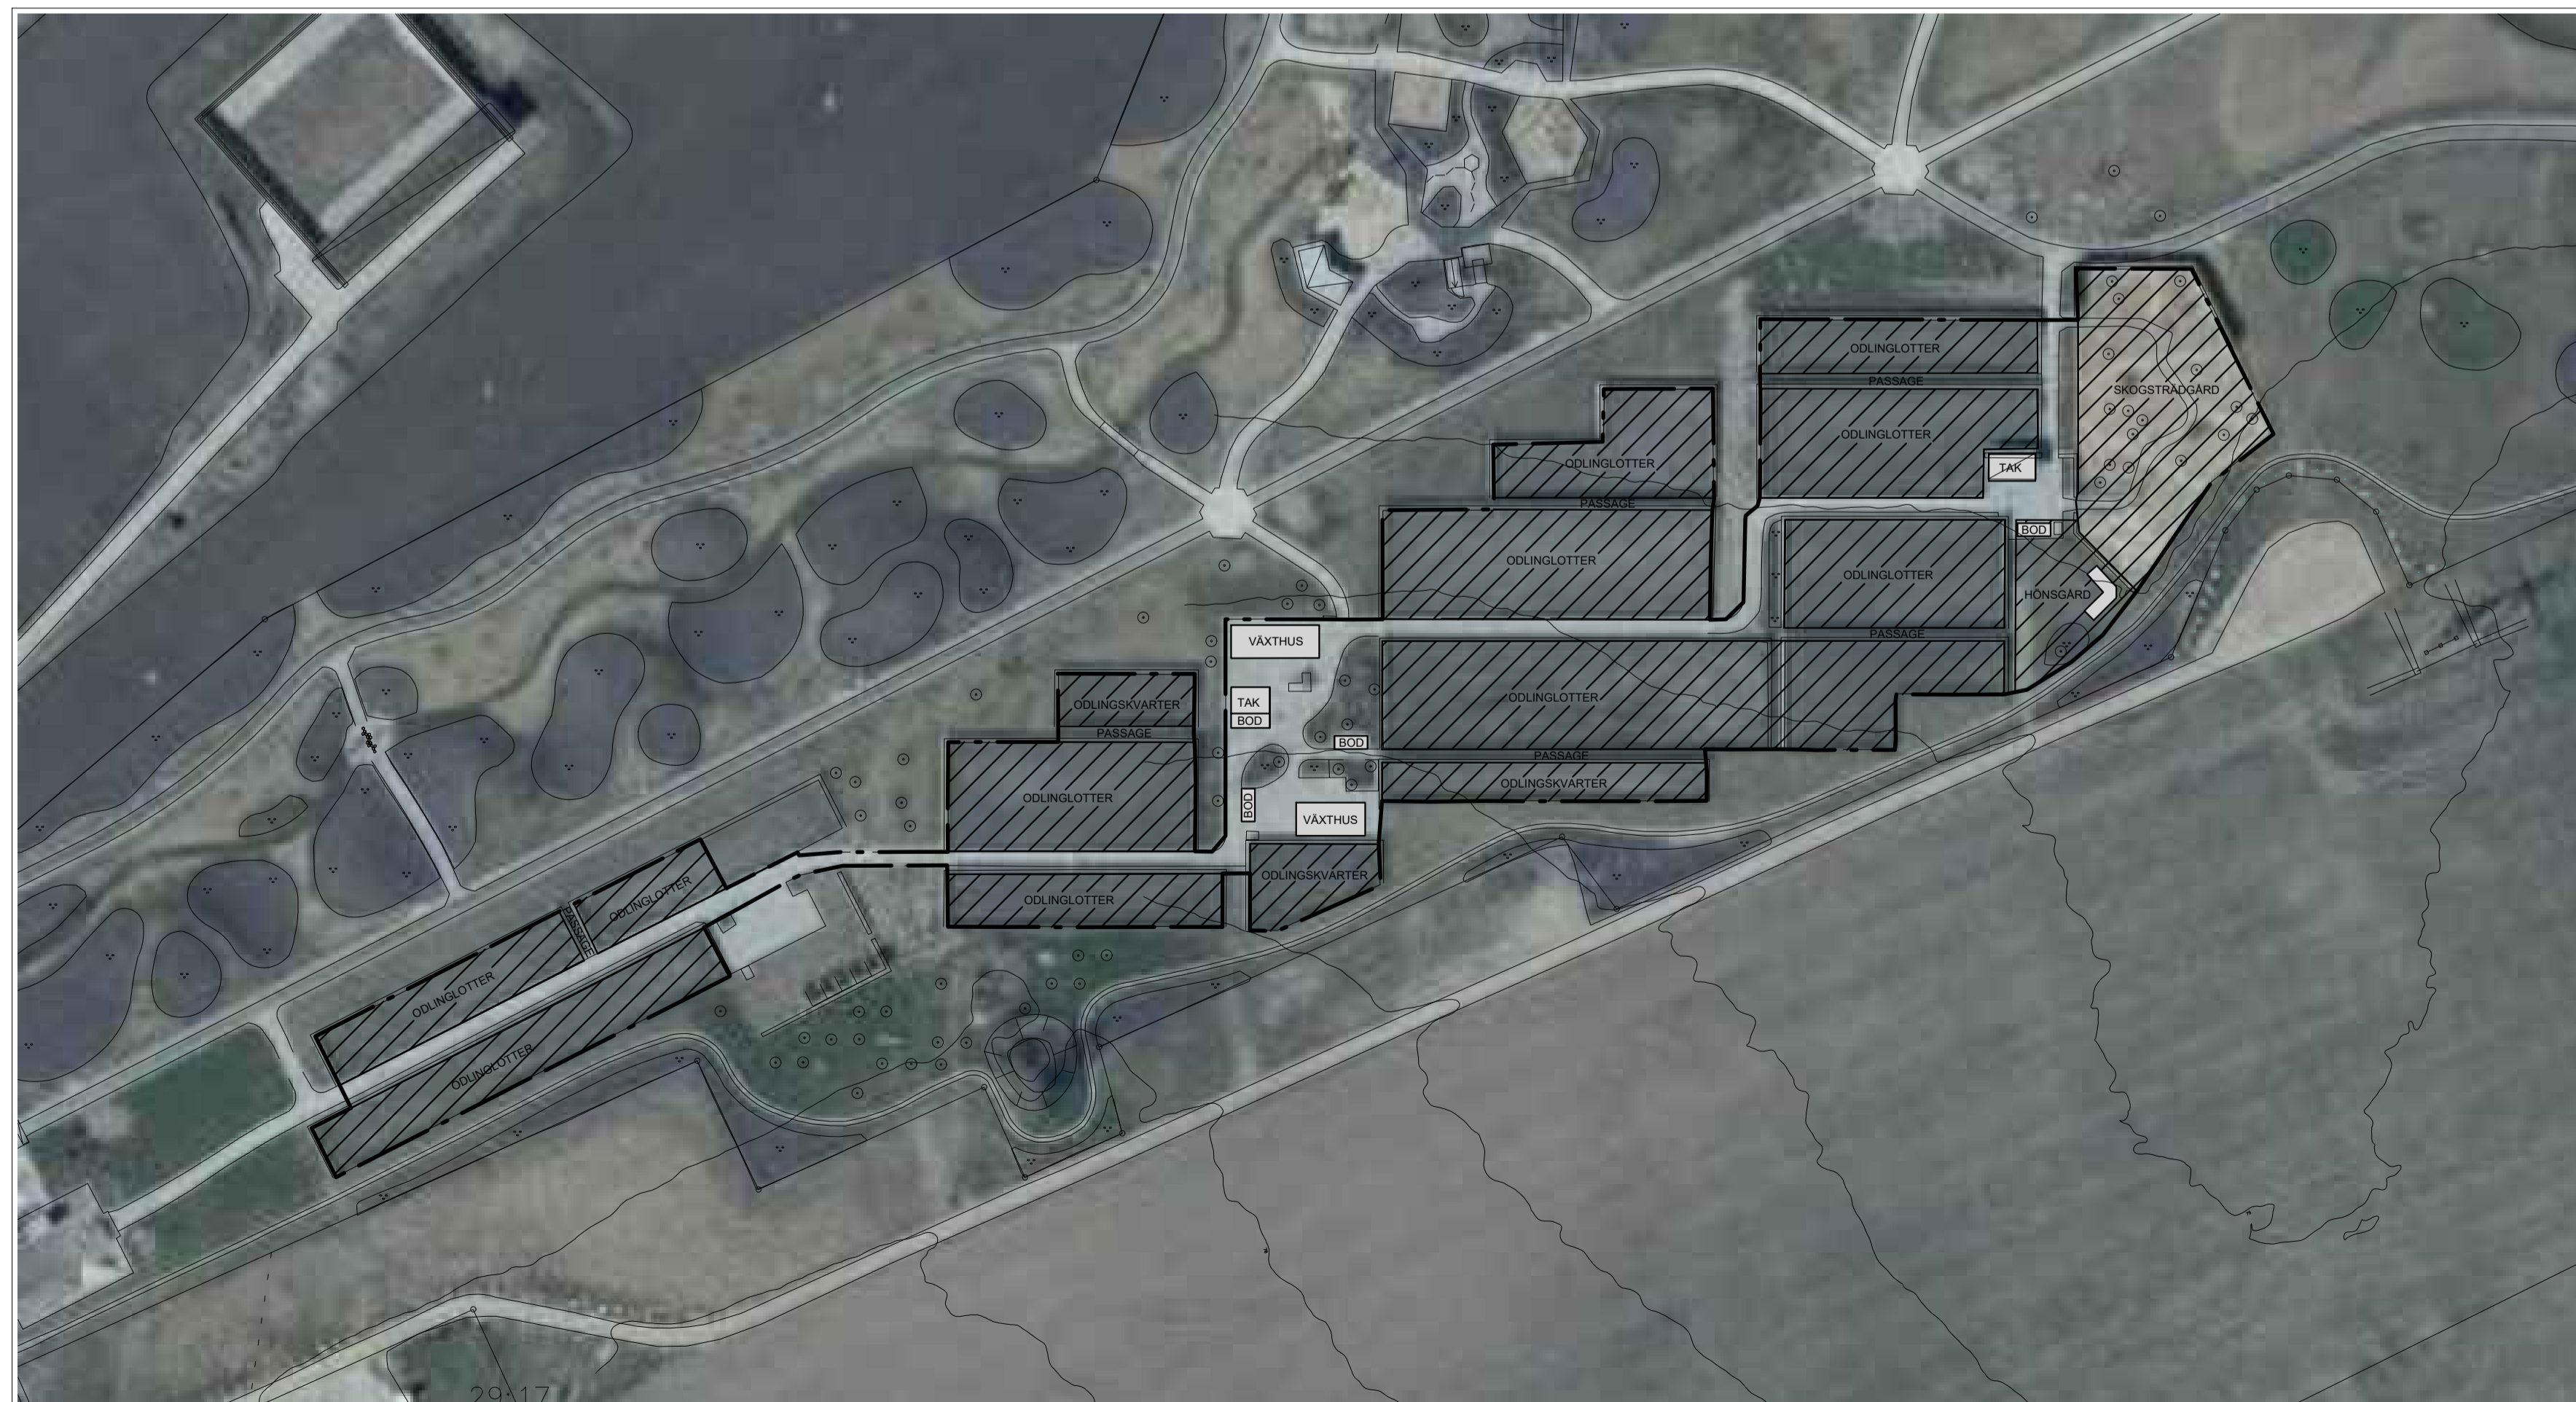 ODLINGLOTTER
PASSAGE
SKOGSTRÄDGÅRD
ODLINGLOTTER
ODLINGLOTTER
TAK
PASSAGE
BOD
ODLINGLOTTER
ODLINGLOTTER
HÖNSGÅRD
PASSAGE
VÄXTHUS
ODLINGLOTTER
ODLINGSKVARTER
TAK
BOD
PASSAGE
BOD
PASSAGE
ODLINGSKVARTER
ODLINGLOTTER
BOD
VÄXTHUS
ODLINGSKVARTER
ODLINGLOTTER
ODLINGLOTTER
PASSAGE
ODLINGLOTTER
ODLINGLOTTER
29:17